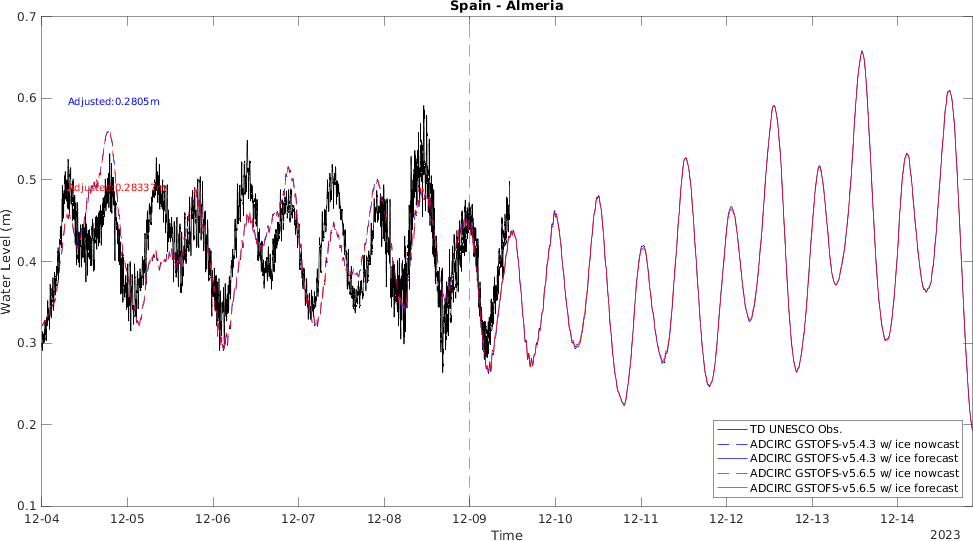 Spain - Almeria
0.7
0.6
0.5
0.4
0.3
0.2
0.1
Water Level (m)
Adjusted:0.2805m
Adjusted:0.28337m
TD UNESCO Obs.
ADCIRC GSTOFS-v5.4.3 w/ ice nowcast
ADCIRC GSTOFS-v5.4.3 w/ ice forecast
ADCIRC GSTOFS-v5.6.5 w/ ice nowcast
ADCIRC GSTOFS-v5.6.5 w/ ice forecast
12-04 12-05 12-06 12-07 12-08 12-09 12-10 12-11 12-12 12-13 12-14
Time
2023